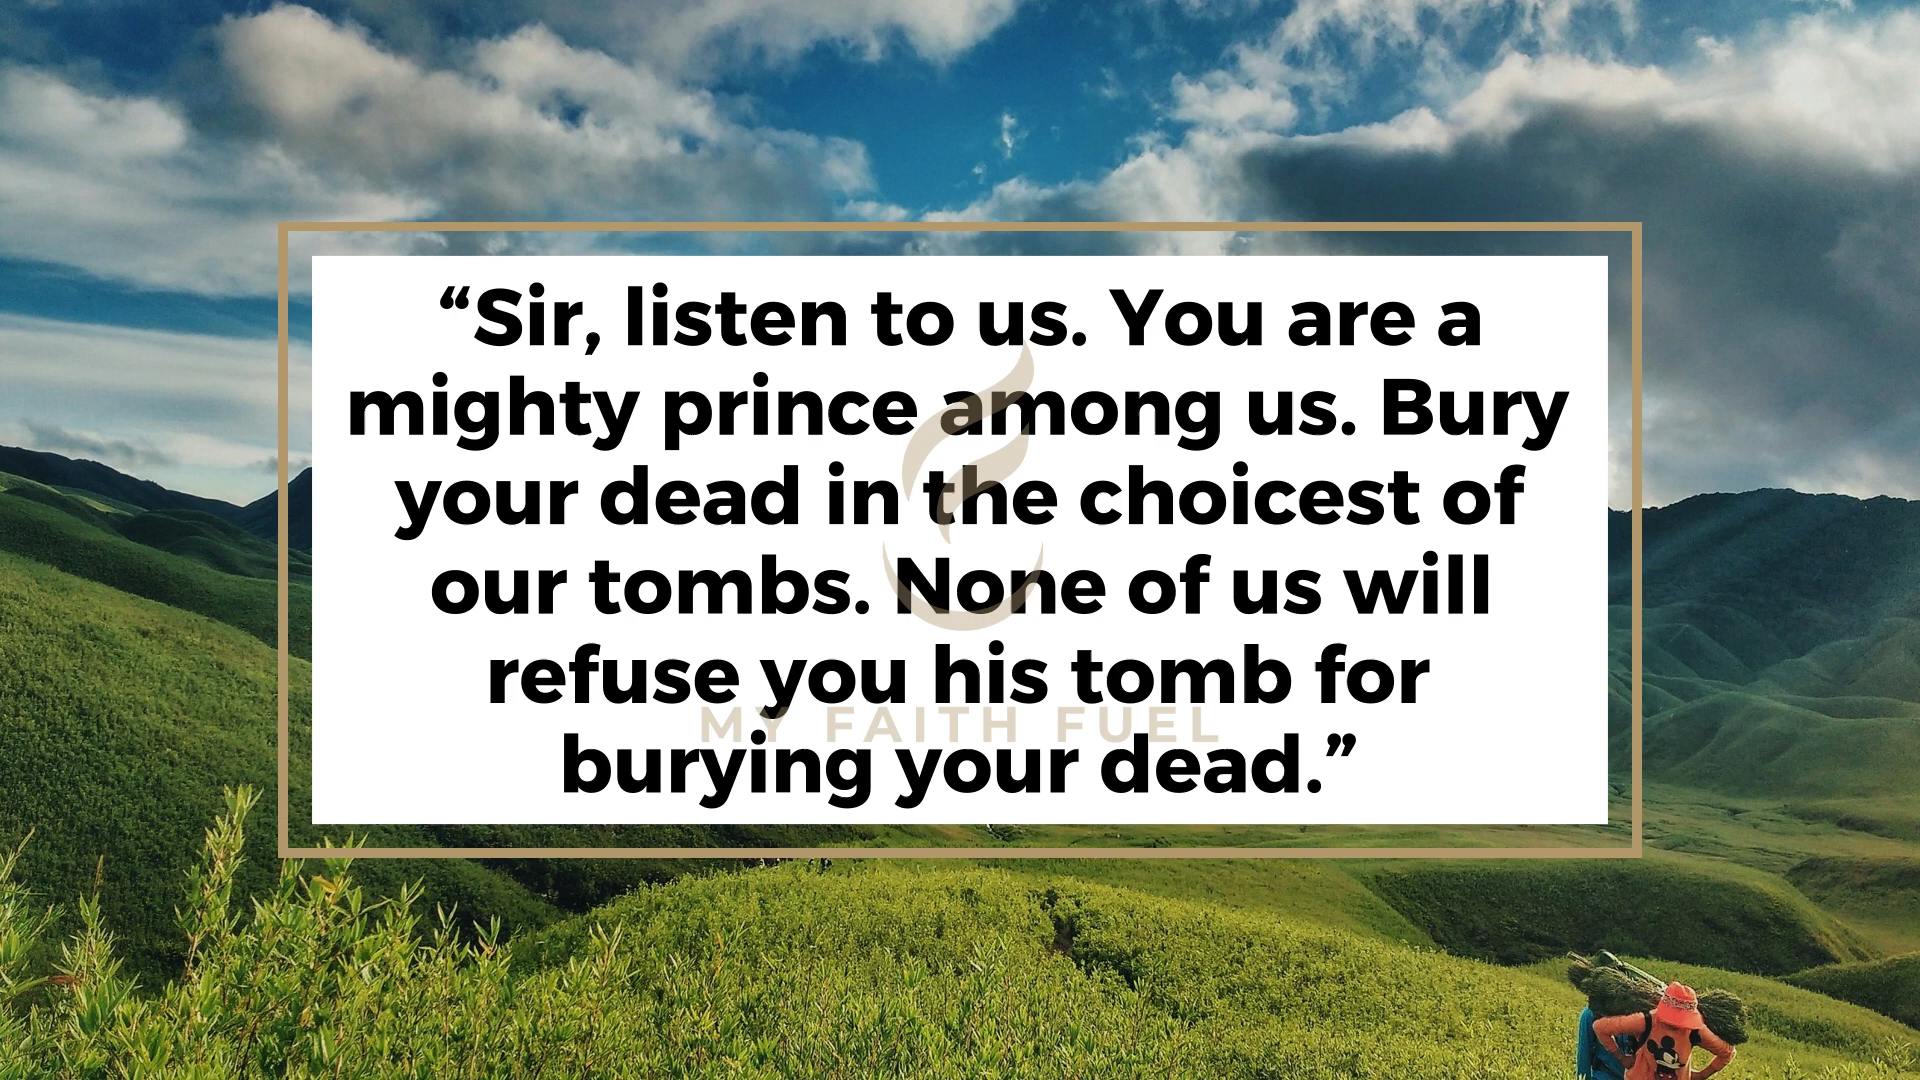 “Sir, listen to us. You are a
mighty prince among us. Bury
your dead in the choicest of
our tombs. None of us will
refuse you his tomb for
MY FAITH FUEL
burying your dead.”